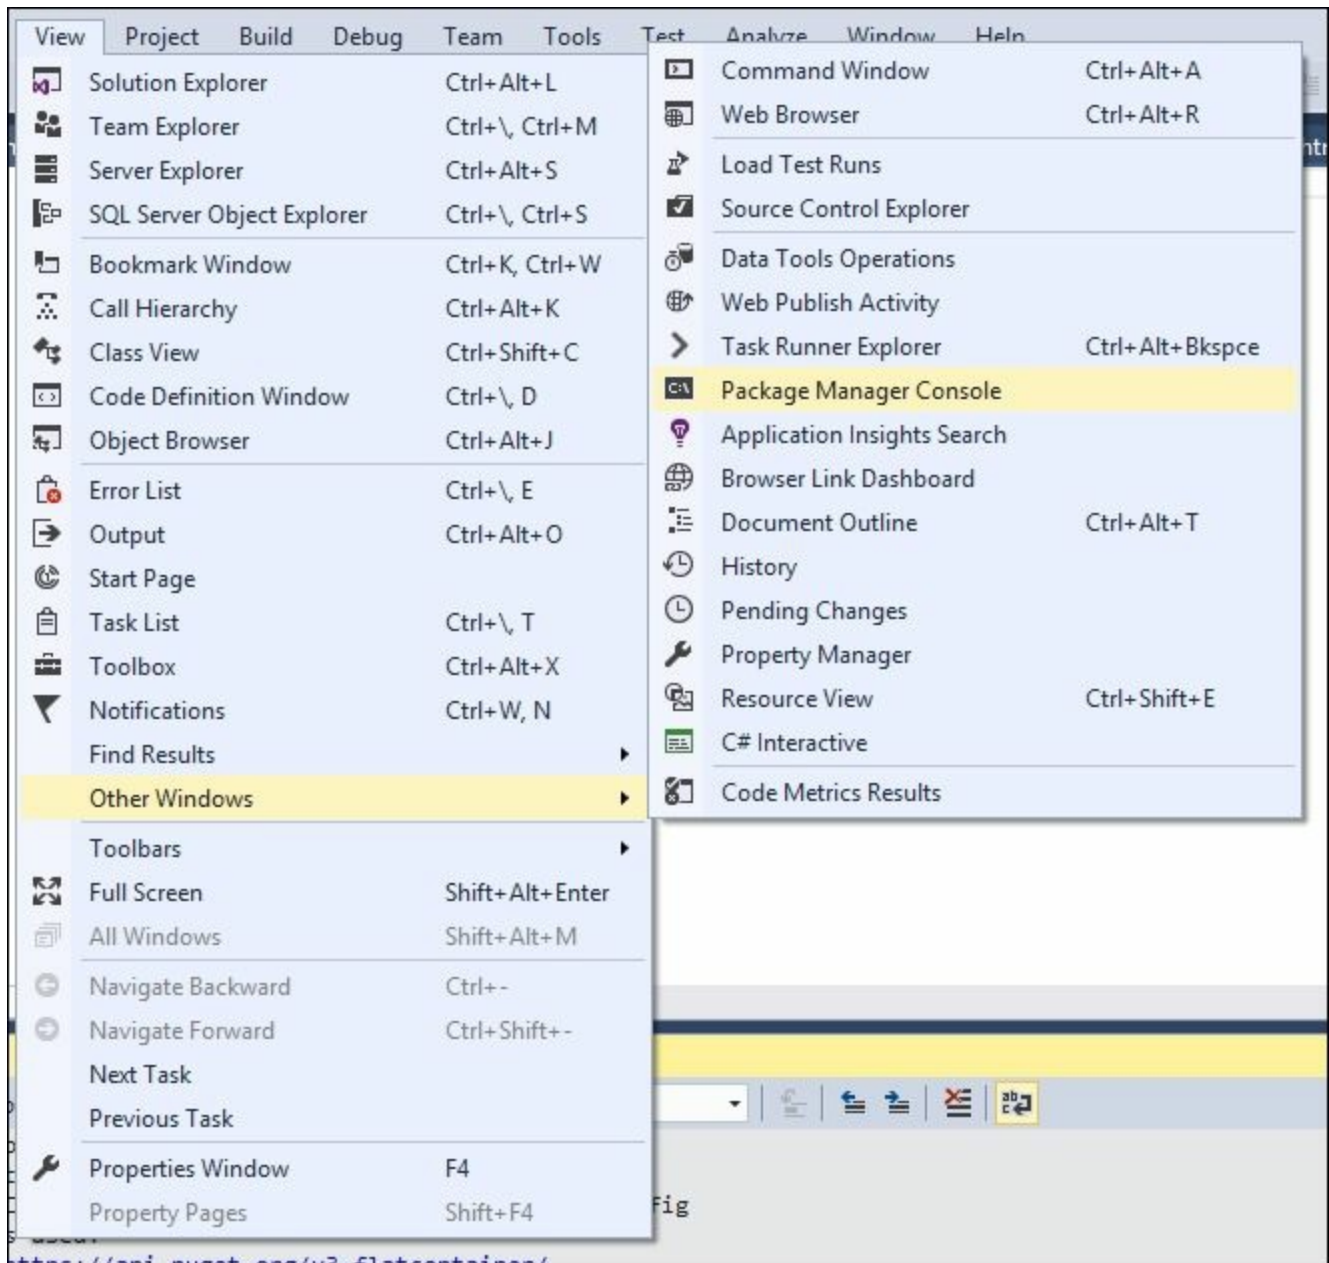 View Project Build Debug Team Tools Test Analyze Window Help
Solution Explorer Ctrl+Alt+L
Team Explorer Ctrl+\, Ctrl+M
Server Explorer Ctrl+Alt+S
SQL Server Object Explorer Ctrl+\, Ctrl+S
Bookmark Window Ctrl+K, Ctrl+W
Call Hierarchy Ctrl+Alt+K
Class View Ctrl+Shift+C
Code Definition Window Ctrl+\, D
Object Browser Ctrl+Alt+J
Error List Ctrl+\, E
Output Ctrl+Alt+O
Start Page
Task List Ctrl+\, T
Toolbox Ctrl+Alt+X
Notifications Ctrl+W, N
Find Results
Other Windows
Toolbars
Full Screen Shift+Alt+Enter
All Windows Shift+Alt+M
Navigate Backward Ctrl+-
Navigate Forward Ctrl+Shift+-
Next Task
Previous Task
Properties Window F4
Property Pages Shift+F4
Command Window Ctrl+Alt+A
Web Browser Ctrl+Alt+R
Load Test Runs
Source Control Explorer
Data Tools Operations
Web Publish Activity
Task Runner Explorer Ctrl+Alt+Bkspce
C:\ Package Manager Console
Application Insights Search
Browser Link Dashboard
Document Outline Ctrl+Alt+T
History
Pending Changes
Property Manager
Resource View Ctrl+Shift+E
C# Interactive
Code Metrics Results
fig